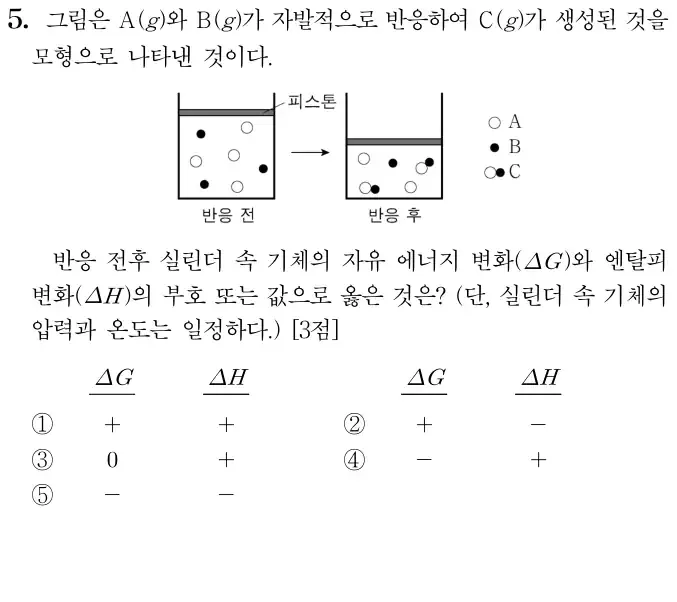 5. 그림은 A(g)와 B(g)가 자발적으로 반응하여 C(g)가 생성된 것을
모형으로 나타낸 것이다.
피스톤
A
B
C
반응 전
반응 후
반응 전후 실린더 속 기체의 자유 에너지 변화(ΔG)와 엔탈피
변화(ΔH)의 부호 또는 값으로 옳은 것은? (단, 실린더 속 기체의
압력과 온도는 일정하다.) [3점]
ΔG ΔH ΔG ΔH
① + + ② + −
③ 0 + ④ − +
⑤ − −